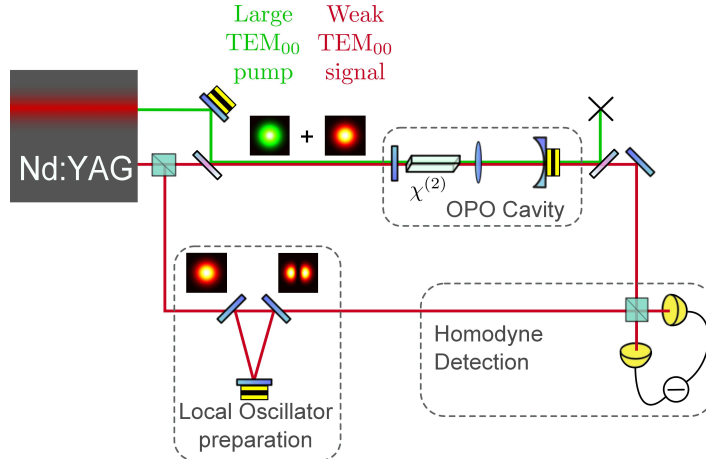 Large
TEM₀₀
pump
Weak
TEM₀₀
signal
Nd:YAG
+
χ⁽²⁾
OPO Cavity
Homodyne
Detection
Local Oscillator
preparation